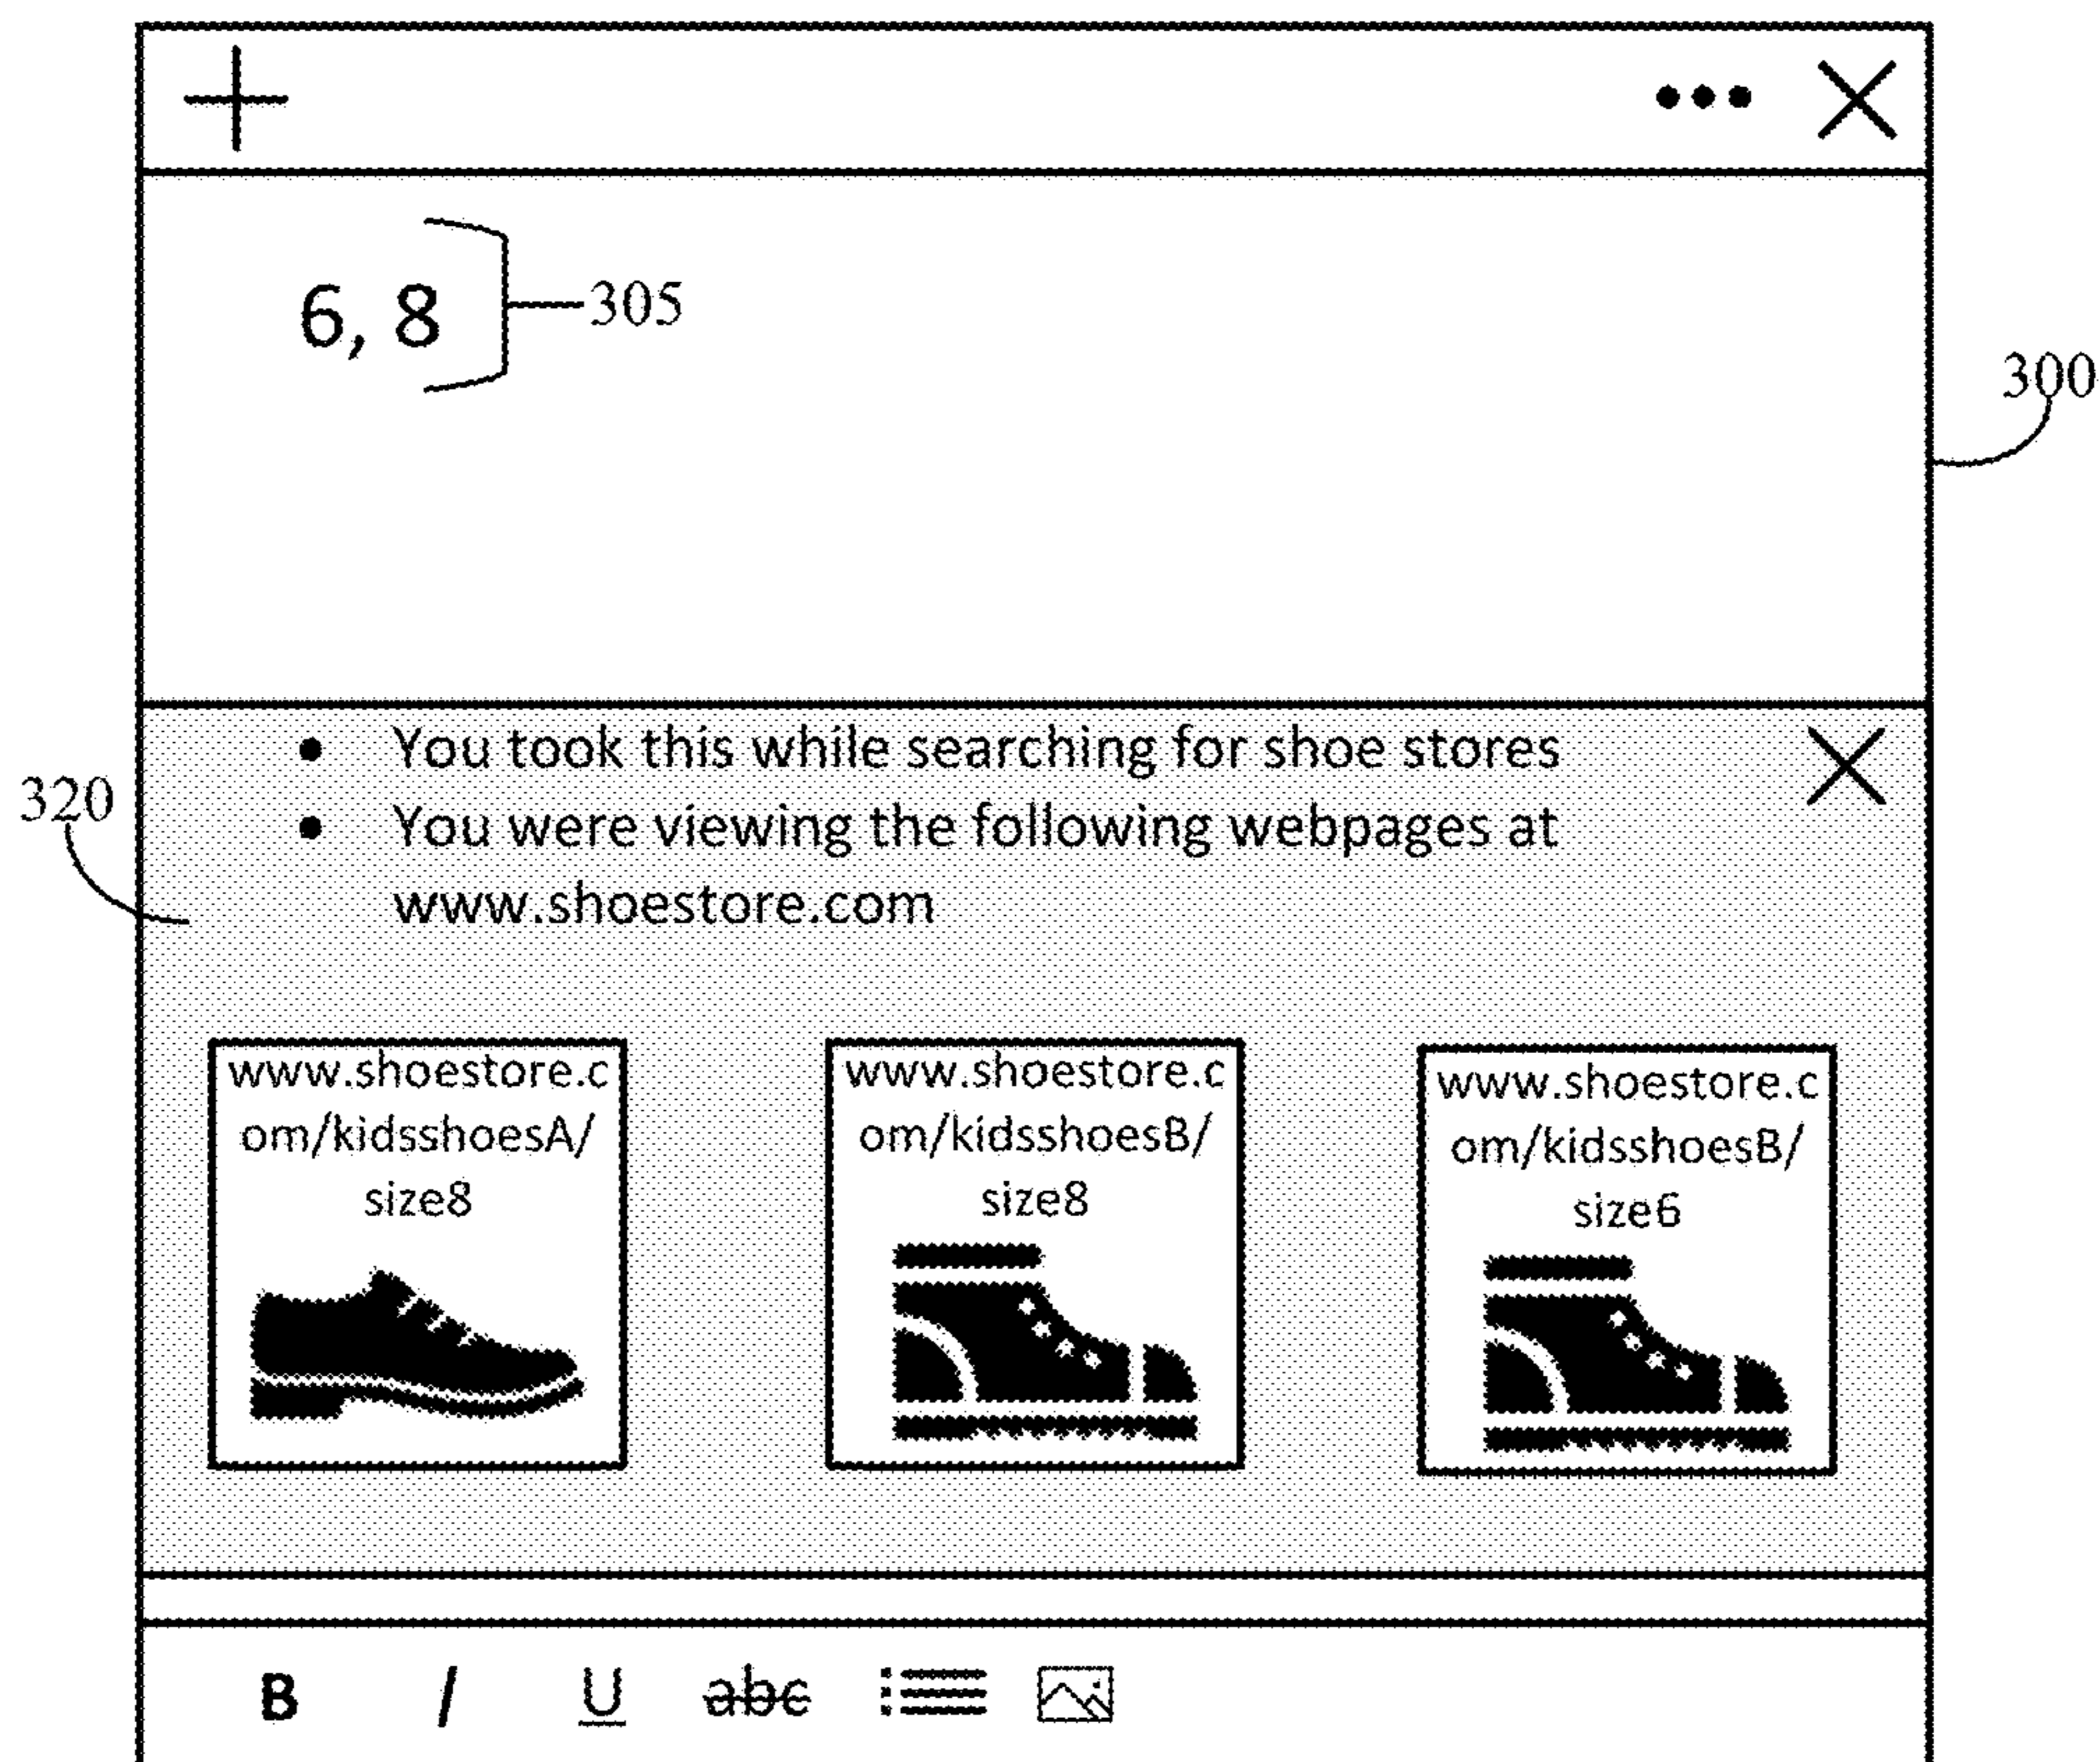 6, 8
305
300
320
• You took this while searching for shoe stores
• You were viewing the following webpages at
www.shoestore.com
www.shoestore.c
om/kidsshoesA/
size8
www.shoestore.c
om/kidsshoesB/
size8
www.shoestore.c
om/kidsshoesB/
size6
B I U abc